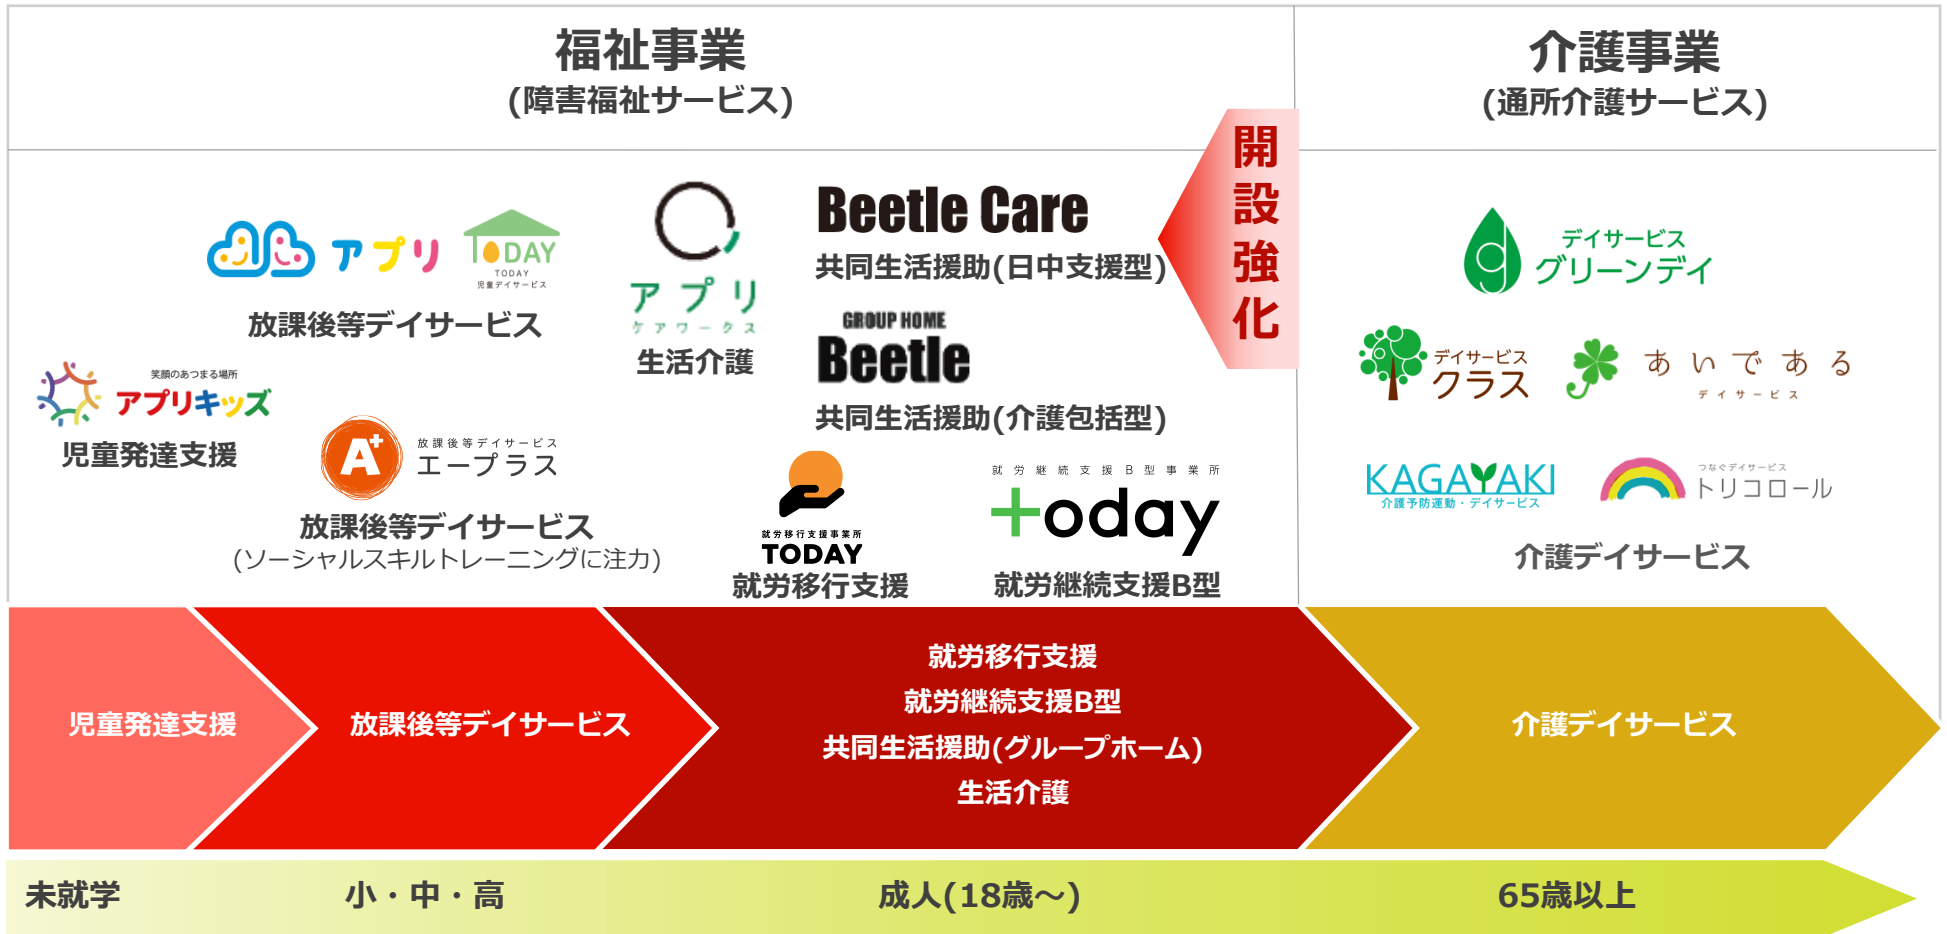 福祉事業
(障害福祉サービス)
介護事業
(通所介護サービス)
開設強化
アプリ
TODAY
TODAY
児童デイサービス
放課後等デイサービス
笑顔のあつまる場所
アプリキッズ
児童発達支援
A+
放課後等デイサービス
エープラス
放課後等デイサービス
(ソーシャルスキルトレーニングに注力)
アプリ
ケアワークス
生活介護
Beetle Care
共同生活援助(日中支援型)
GROUP HOME
Beetle
共同生活援助(介護包括型)
就労移行支援事業所
TODAY
就労移行支援
就労継続支援B型事業所
today
就労継続支援B型
デイサービス
グリーンデイ
デイサービス
クラス
あいである
デイサービス
KAGAYAKI
介護予防運動・デイサービス
つなぐデイサービス
トリコロール
介護デイサービス
児童発達支援
放課後等デイサービス
就労移行支援
就労継続支援B型
共同生活援助(グループホーム)
生活介護
介護デイサービス
未就学
小・中・高
成人(18歳～)
65歳以上